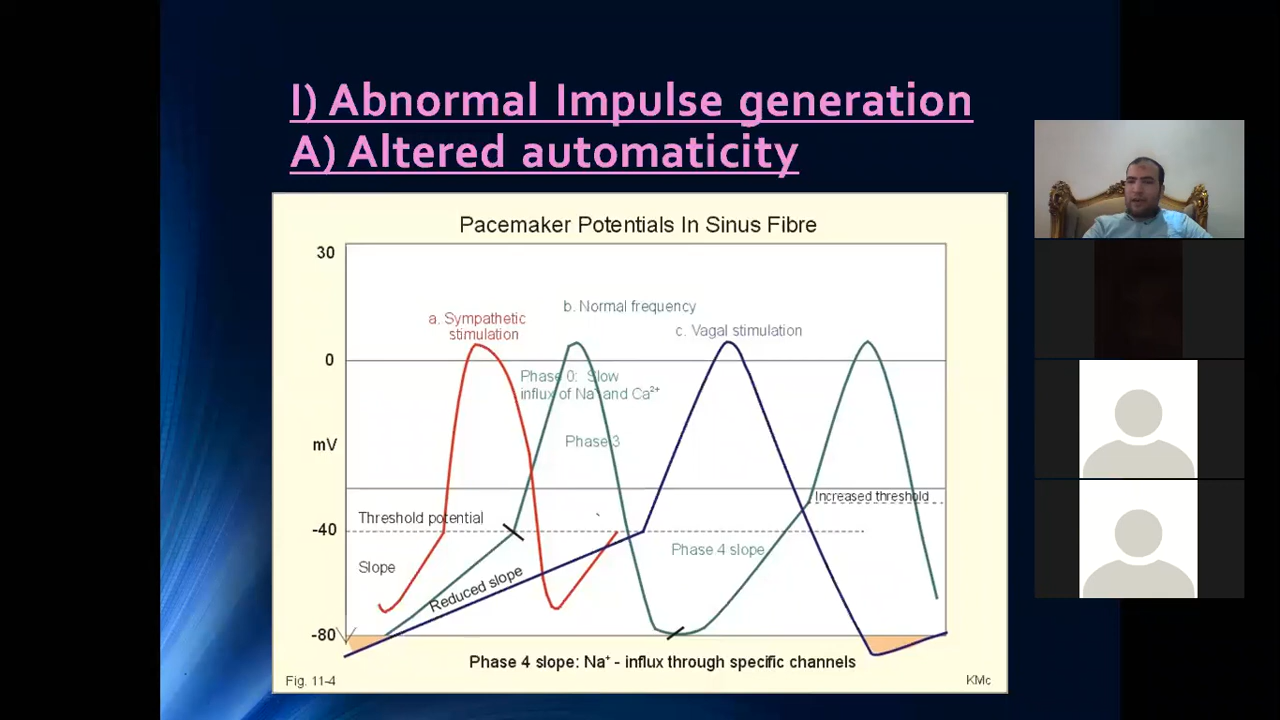 I) Abnormal Impulse generation
A) Altered automaticity
Pacemaker Potentials In Sinus Fibre
30
b. Normal frequency
a. Sympathetic
stimulation
c. Vagal stimulation
0
Phase 0: Slow
influx of Na⁺ and Ca²⁺
mV
Phase 3
Increased threshold
Threshold potential
-40
Phase 4 slope
Slope
Reduced slope
-80
Phase 4 slope: Na⁺ - influx through specific channels
Fig. 11-4
KMc